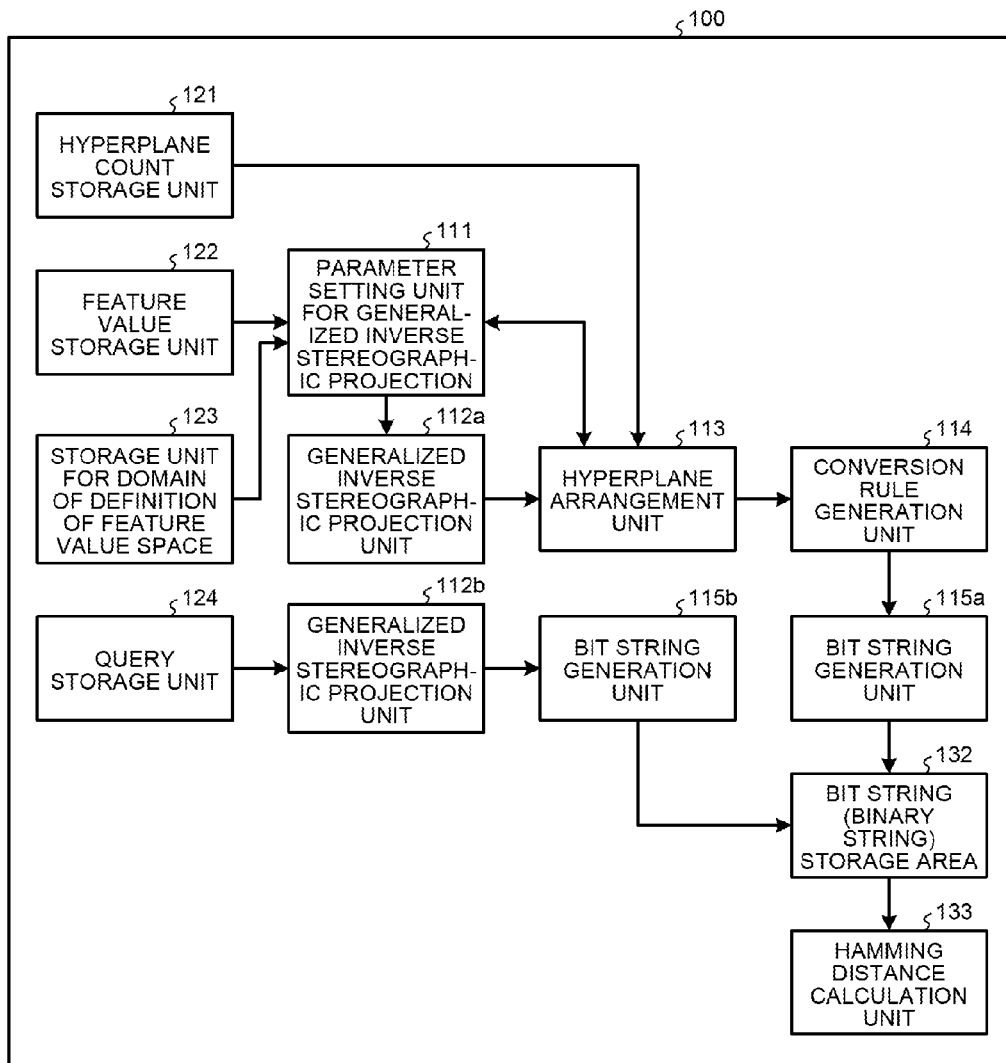 100
121
HYPERPLANE
COUNT
STORAGE UNIT
122
FEATURE
VALUE
STORAGE UNIT
111
PARAMETER
SETTING UNIT
FOR GENERAL-
IZED INVERSE
STEREOGRAPH-
IC PROJECTION
123
STORAGE UNIT
FOR DOMAIN
OF DEFINITION
OF FEATURE
VALUE SPACE
112a
GENERALIZED
INVERSE
STEREOGRAPH-
IC PROJECTION
UNIT
113
HYPERPLANE
ARRANGEMENT
UNIT
114
CONVERSION
RULE
GENERATION
UNIT
124
QUERY
STORAGE UNIT
112b
GENERALIZED
INVERSE
STEREOGRAPH-
IC PROJECTION
UNIT
115b
BIT STRING
GENERATION
UNIT
115a
BIT STRING
GENERATION
UNIT
132
BIT STRING
(BINARY
STRING)
STORAGE AREA
133
HAMMING
DISTANCE
CALCULATION
UNIT